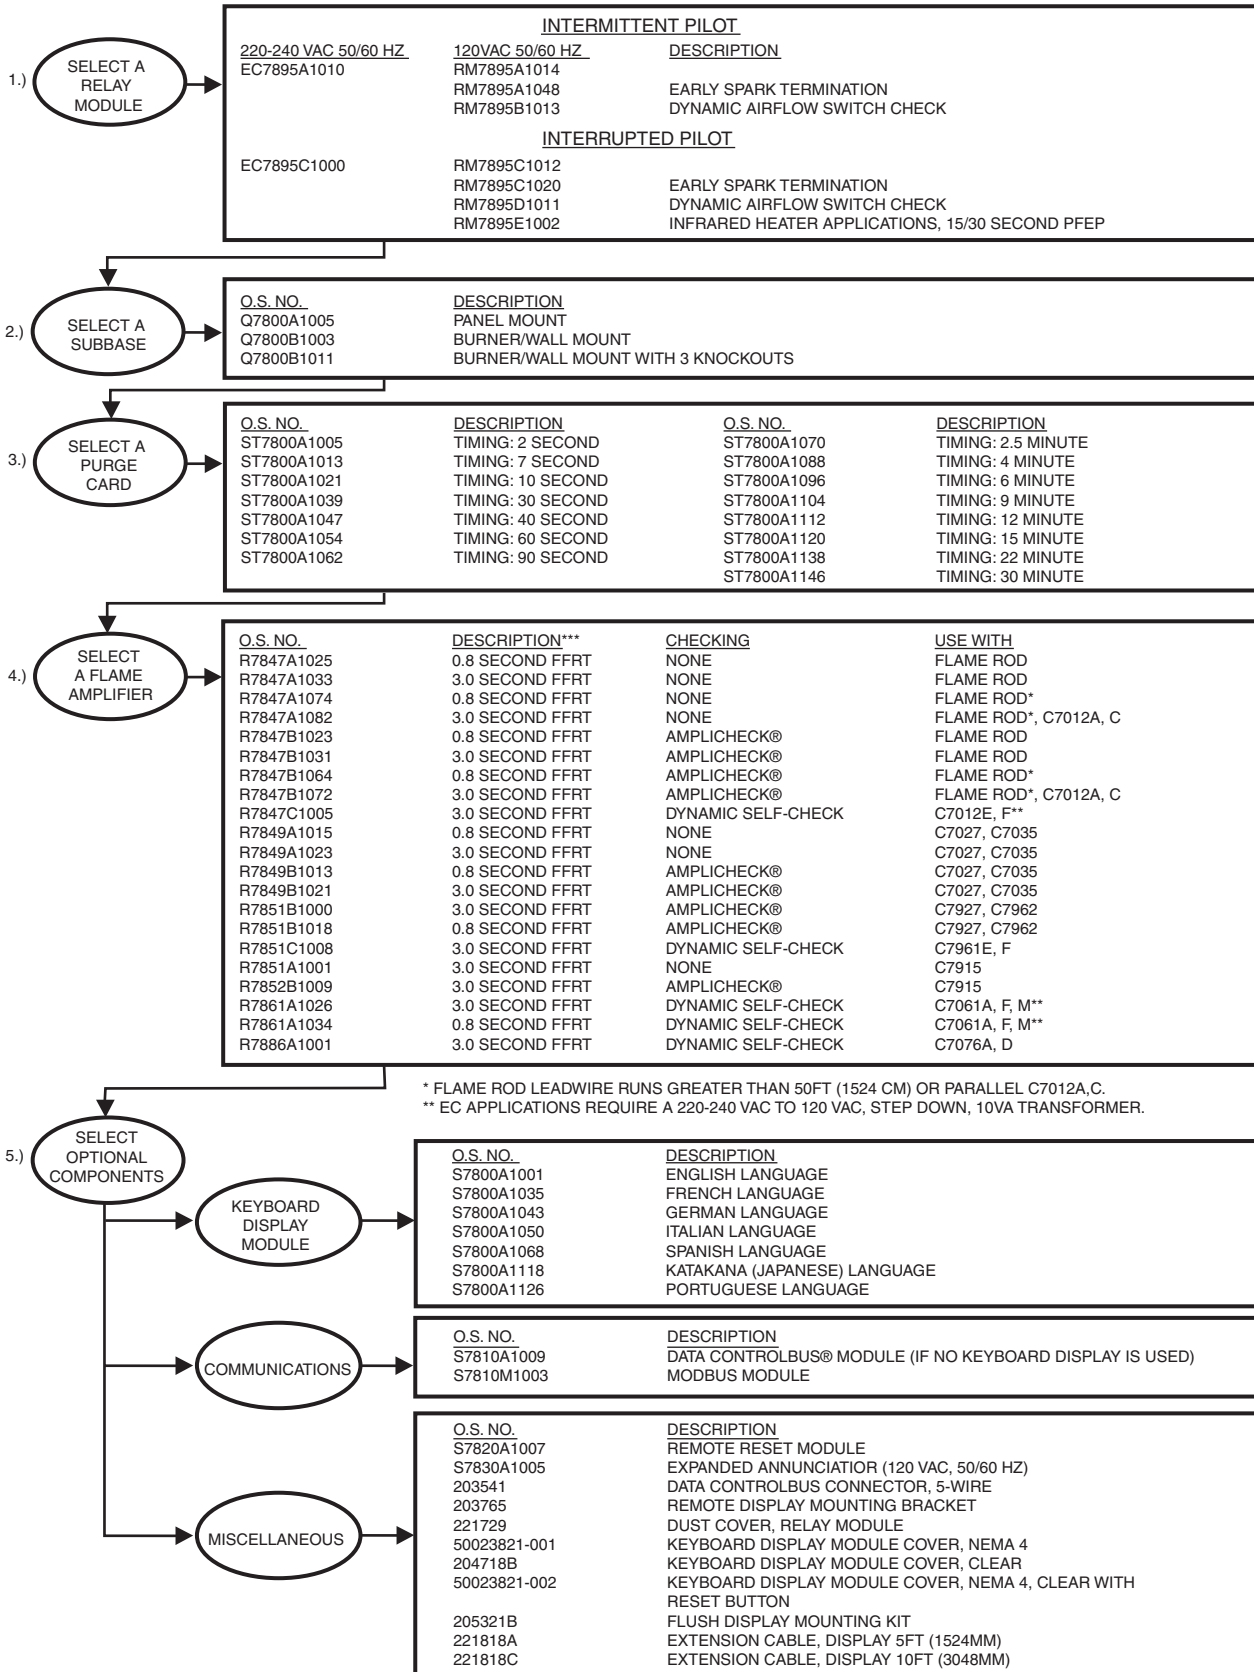 INTERMITTENT PILOT
220-240 VAC 50/60 HZ 120VAC 50/60 HZ DESCRIPTION
1.) SELECT A
RELAY
MODULE
EC7895A1010 RM7895A1014
RM7895A1048 EARLY SPARK TERMINATION
RM7895B1013 DYNAMIC AIRFLOW SWITCH CHECK
INTERRUPTED PILOT
EC7895C1000 RM7895C1012
RM7895C1020 EARLY SPARK TERMINATION
RM7895D1011 DYNAMIC AIRFLOW SWITCH CHECK
RM7895E1002 INFRARED HEATER APPLICATIONS, 15/30 SECOND PFEP
2.) SELECT A
SUBBASE
O.S. NO. DESCRIPTION
Q7800A1005 PANEL MOUNT
Q7800B1003 BURNER/WALL MOUNT
Q7800B1011 BURNER/WALL MOUNT WITH 3 KNOCKOUTS
3.) SELECT A
PURGE
CARD
O.S. NO. DESCRIPTION O.S. NO. DESCRIPTION
ST7800A1005 TIMING: 2 SECOND ST7800A1070 TIMING: 2.5 MINUTE
ST7800A1013 TIMING: 7 SECOND ST7800A1088 TIMING: 4 MINUTE
ST7800A1021 TIMING: 10 SECOND ST7800A1096 TIMING: 6 MINUTE
ST7800A1039 TIMING: 30 SECOND ST7800A1104 TIMING: 9 MINUTE
ST7800A1047 TIMING: 40 SECOND ST7800A1112 TIMING: 12 MINUTE
ST7800A1054 TIMING: 60 SECOND ST7800A1120 TIMING: 15 MINUTE
ST7800A1062 TIMING: 90 SECOND ST7800A1138 TIMING: 22 MINUTE
ST7800A1146 TIMING: 30 MINUTE
4.) SELECT
A FLAME
AMPLIFIER
O.S. NO. DESCRIPTION*** CHECKING USE WITH
R7847A1025 0.8 SECOND FFRT NONE FLAME ROD
R7847A1033 3.0 SECOND FFRT NONE FLAME ROD
R7847A1074 0.8 SECOND FFRT NONE FLAME ROD*
R7847A1082 3.0 SECOND FFRT NONE FLAME ROD*, C7012A, C
R7847B1023 0.8 SECOND FFRT AMPLICHECK® FLAME ROD
R7847B1031 3.0 SECOND FFRT AMPLICHECK® FLAME ROD
R7847B1064 0.8 SECOND FFRT AMPLICHECK® FLAME ROD*
R7847B1072 3.0 SECOND FFRT AMPLICHECK® FLAME ROD*, C7012A, C
R7847C1005 3.0 SECOND FFRT DYNAMIC SELF-CHECK C7012E, F**
R7849A1015 0.8 SECOND FFRT NONE C7027, C7035
R7849A1023 3.0 SECOND FFRT NONE C7027, C7035
R7849B1013 0.8 SECOND FFRT AMPLICHECK® C7027, C7035
R7849B1021 3.0 SECOND FFRT AMPLICHECK® C7027, C7035
R7851B1000 3.0 SECOND FFRT AMPLICHECK® C7927, C7962
R7851B1018 0.8 SECOND FFRT AMPLICHECK® C7927, C7962
R7851C1008 3.0 SECOND FFRT DYNAMIC SELF-CHECK C7961E, F
R7851A1001 3.0 SECOND FFRT NONE C7915
R7852B1009 3.0 SECOND FFRT AMPLICHECK® C7915
R7861A1026 3.0 SECOND FFRT DYNAMIC SELF-CHECK C7061A, F, M**
R7861A1034 0.8 SECOND FFRT DYNAMIC SELF-CHECK C7061A, F, M**
R7886A1001 3.0 SECOND FFRT DYNAMIC SELF-CHECK C7076A, D
* FLAME ROD LEADWIRE RUNS GREATER THAN 50FT (1524 CM) OR PARALLEL C7012A,C.
** EC APPLICATIONS REQUIRE A 220-240 VAC TO 120 VAC, STEP DOWN, 10VA TRANSFORMER.
5.) SELECT
OPTIONAL
COMPONENTS
KEYBOARD
DISPLAY
MODULE
O.S. NO. DESCRIPTION
S7800A1001 ENGLISH LANGUAGE
S7800A1035 FRENCH LANGUAGE
S7800A1043 GERMAN LANGUAGE
S7800A1050 ITALIAN LANGUAGE
S7800A1068 SPANISH LANGUAGE
S7800A1118 KATAKANA (JAPANESE) LANGUAGE
S7800A1126 PORTUGUESE LANGUAGE
COMMUNICATIONS
O.S. NO. DESCRIPTION
S7810A1009 DATA CONTROLBUS® MODULE (IF NO KEYBOARD DISPLAY IS USED)
S7810M1003 MODBUS MODULE
MISCELLANEOUS
O.S. NO. DESCRIPTION
S7820A1007 REMOTE RESET MODULE
S7830A1005 EXPANDED ANNUNCIATIOR (120 VAC, 50/60 HZ)
203541 DATA CONTROLBUS CONNECTOR, 5-WIRE
203765 REMOTE DISPLAY MOUNTING BRACKET
221729 DUST COVER, RELAY MODULE
50023821-001 KEYBOARD DISPLAY MODULE COVER, NEMA 4
204718B KEYBOARD DISPLAY MODULE COVER, CLEAR
50023821-002 KEYBOARD DISPLAY MODULE COVER, NEMA 4, CLEAR WITH
RESET BUTTON
205321B FLUSH DISPLAY MOUNTING KIT
221818A EXTENSION CABLE, DISPLAY 5FT (1524MM)
221818C EXTENSION CABLE, DISPLAY 10FT (3048MM)